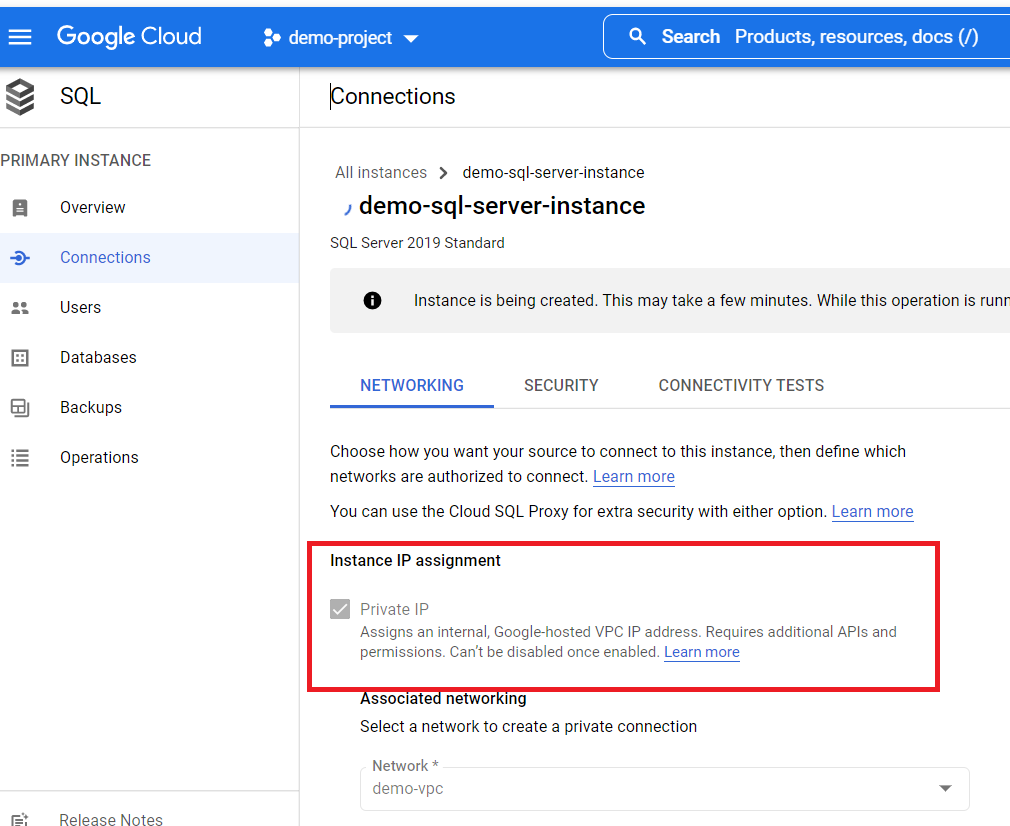 Google Cloud
demo-project
Search Products, resources, docs (/)
SQL
Connections
PRIMARY INSTANCE
Overview
Connections
Users
Databases
Backups
Operations
Release Notes
All instances
demo-sql-server-instance
demo-sql-server-instance
SQL Server 2019 Standard
Instance is being created. This may take a few minutes. While this operation is
NETWORKING
SECURITY
CONNECTIVITY TESTS
Choose how you want your source to connect to this instance, then define which
networks are authorized to connect. Learn more
You can use the Cloud SQL Proxy for extra security with either option. Learn more
Instance IP assignment
Private IP
Assigns an internal, Google-hosted VPC IP address. Requires additional APIs and
permissions. Can’t be disabled once enabled. Learn more
Associated networking
Select a network to create a private connection
Network *
demo-vpc